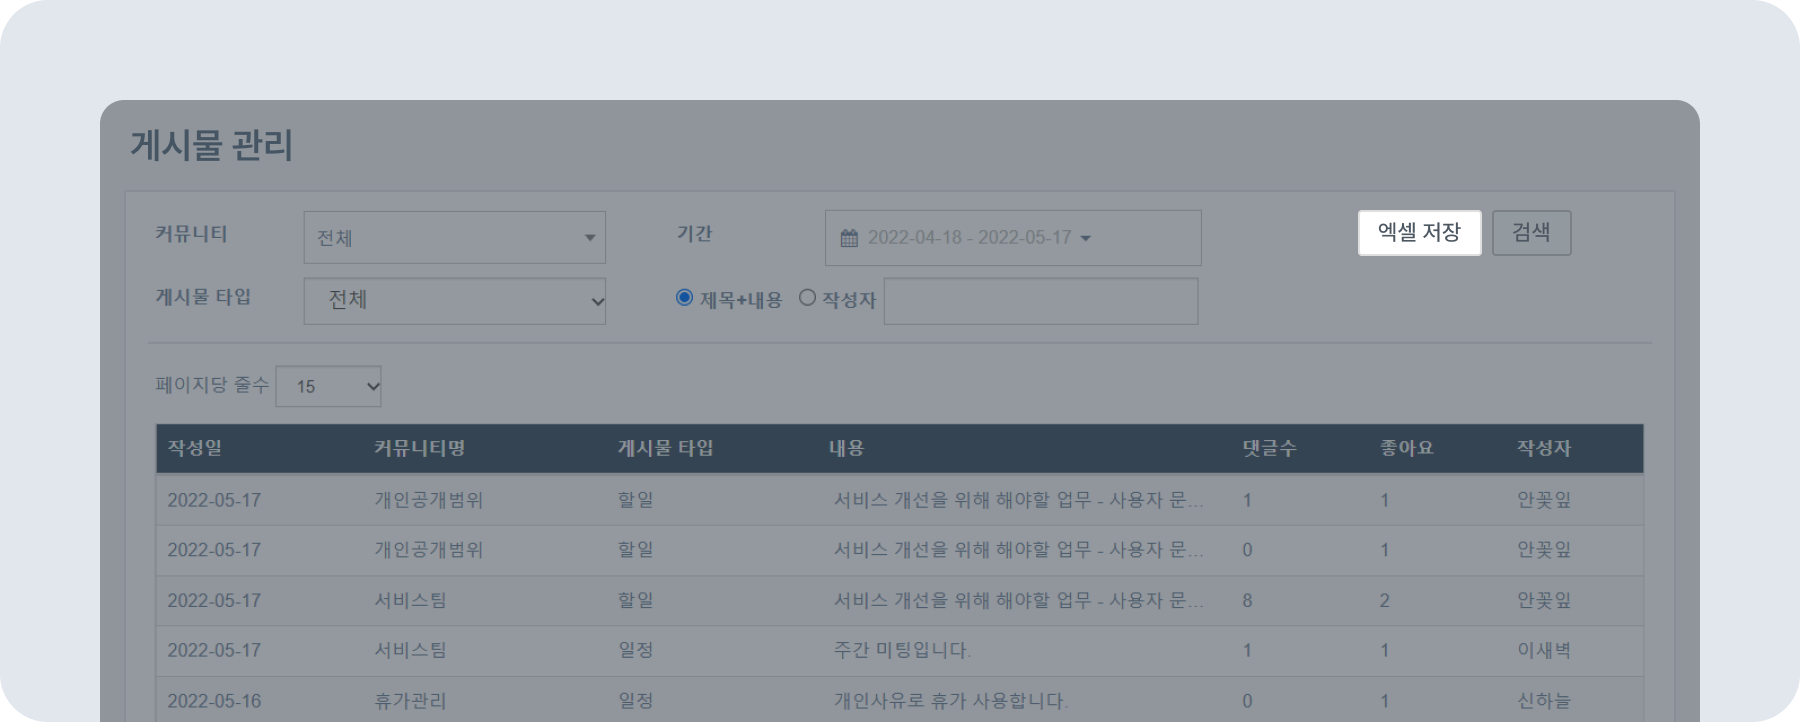 게시물 관리
커뮤니티 전체 기간 2022-04-18 - 2022-05-17 엑셀 저장 검색
게시물 타입 전체 제목+내용 작성자
페이지당 줄수 15
작성일 커뮤니티명 게시물 타입 내용 댓글수 좋아요 작성자
2022-05-17 개인공개범위 할일 서비스 개선을 위해 해야할 업무 - 사용자 문... 1 1 안꽃잎
2022-05-17 개인공개범위 할일 서비스 개선을 위해 해야할 업무 - 사용자 문... 0 1 안꽃잎
2022-05-17 서비스팀 할일 서비스 개선을 위해 해야할 업무 - 사용자 문... 8 2 안꽃잎
2022-05-17 서비스팀 일정 주간 미팅입니다. 1 1 이새벽
2022-05-16 휴가관리 일정 개인사유로 휴가 사용합니다. 0 1 신하늘